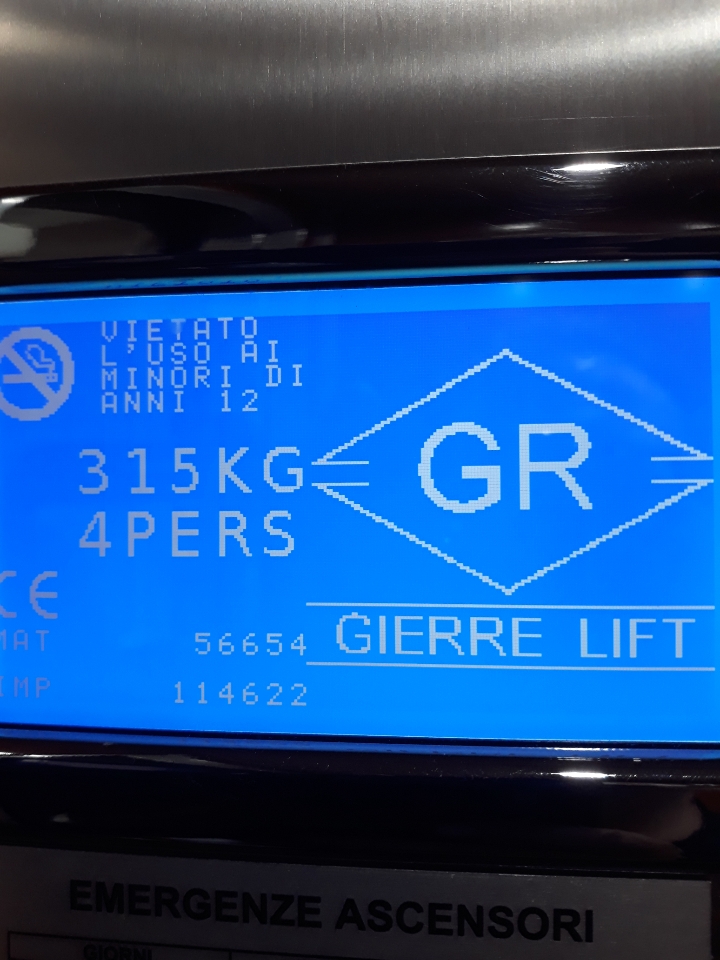 VIETATO
L'USO AI
MINORI DI
ANNI 12
315KG
4PERS
GR
CE
MAT 56654
IMP 114622
GIERRE LIFT
EMERGENZE ASCENSORI
GIORNI